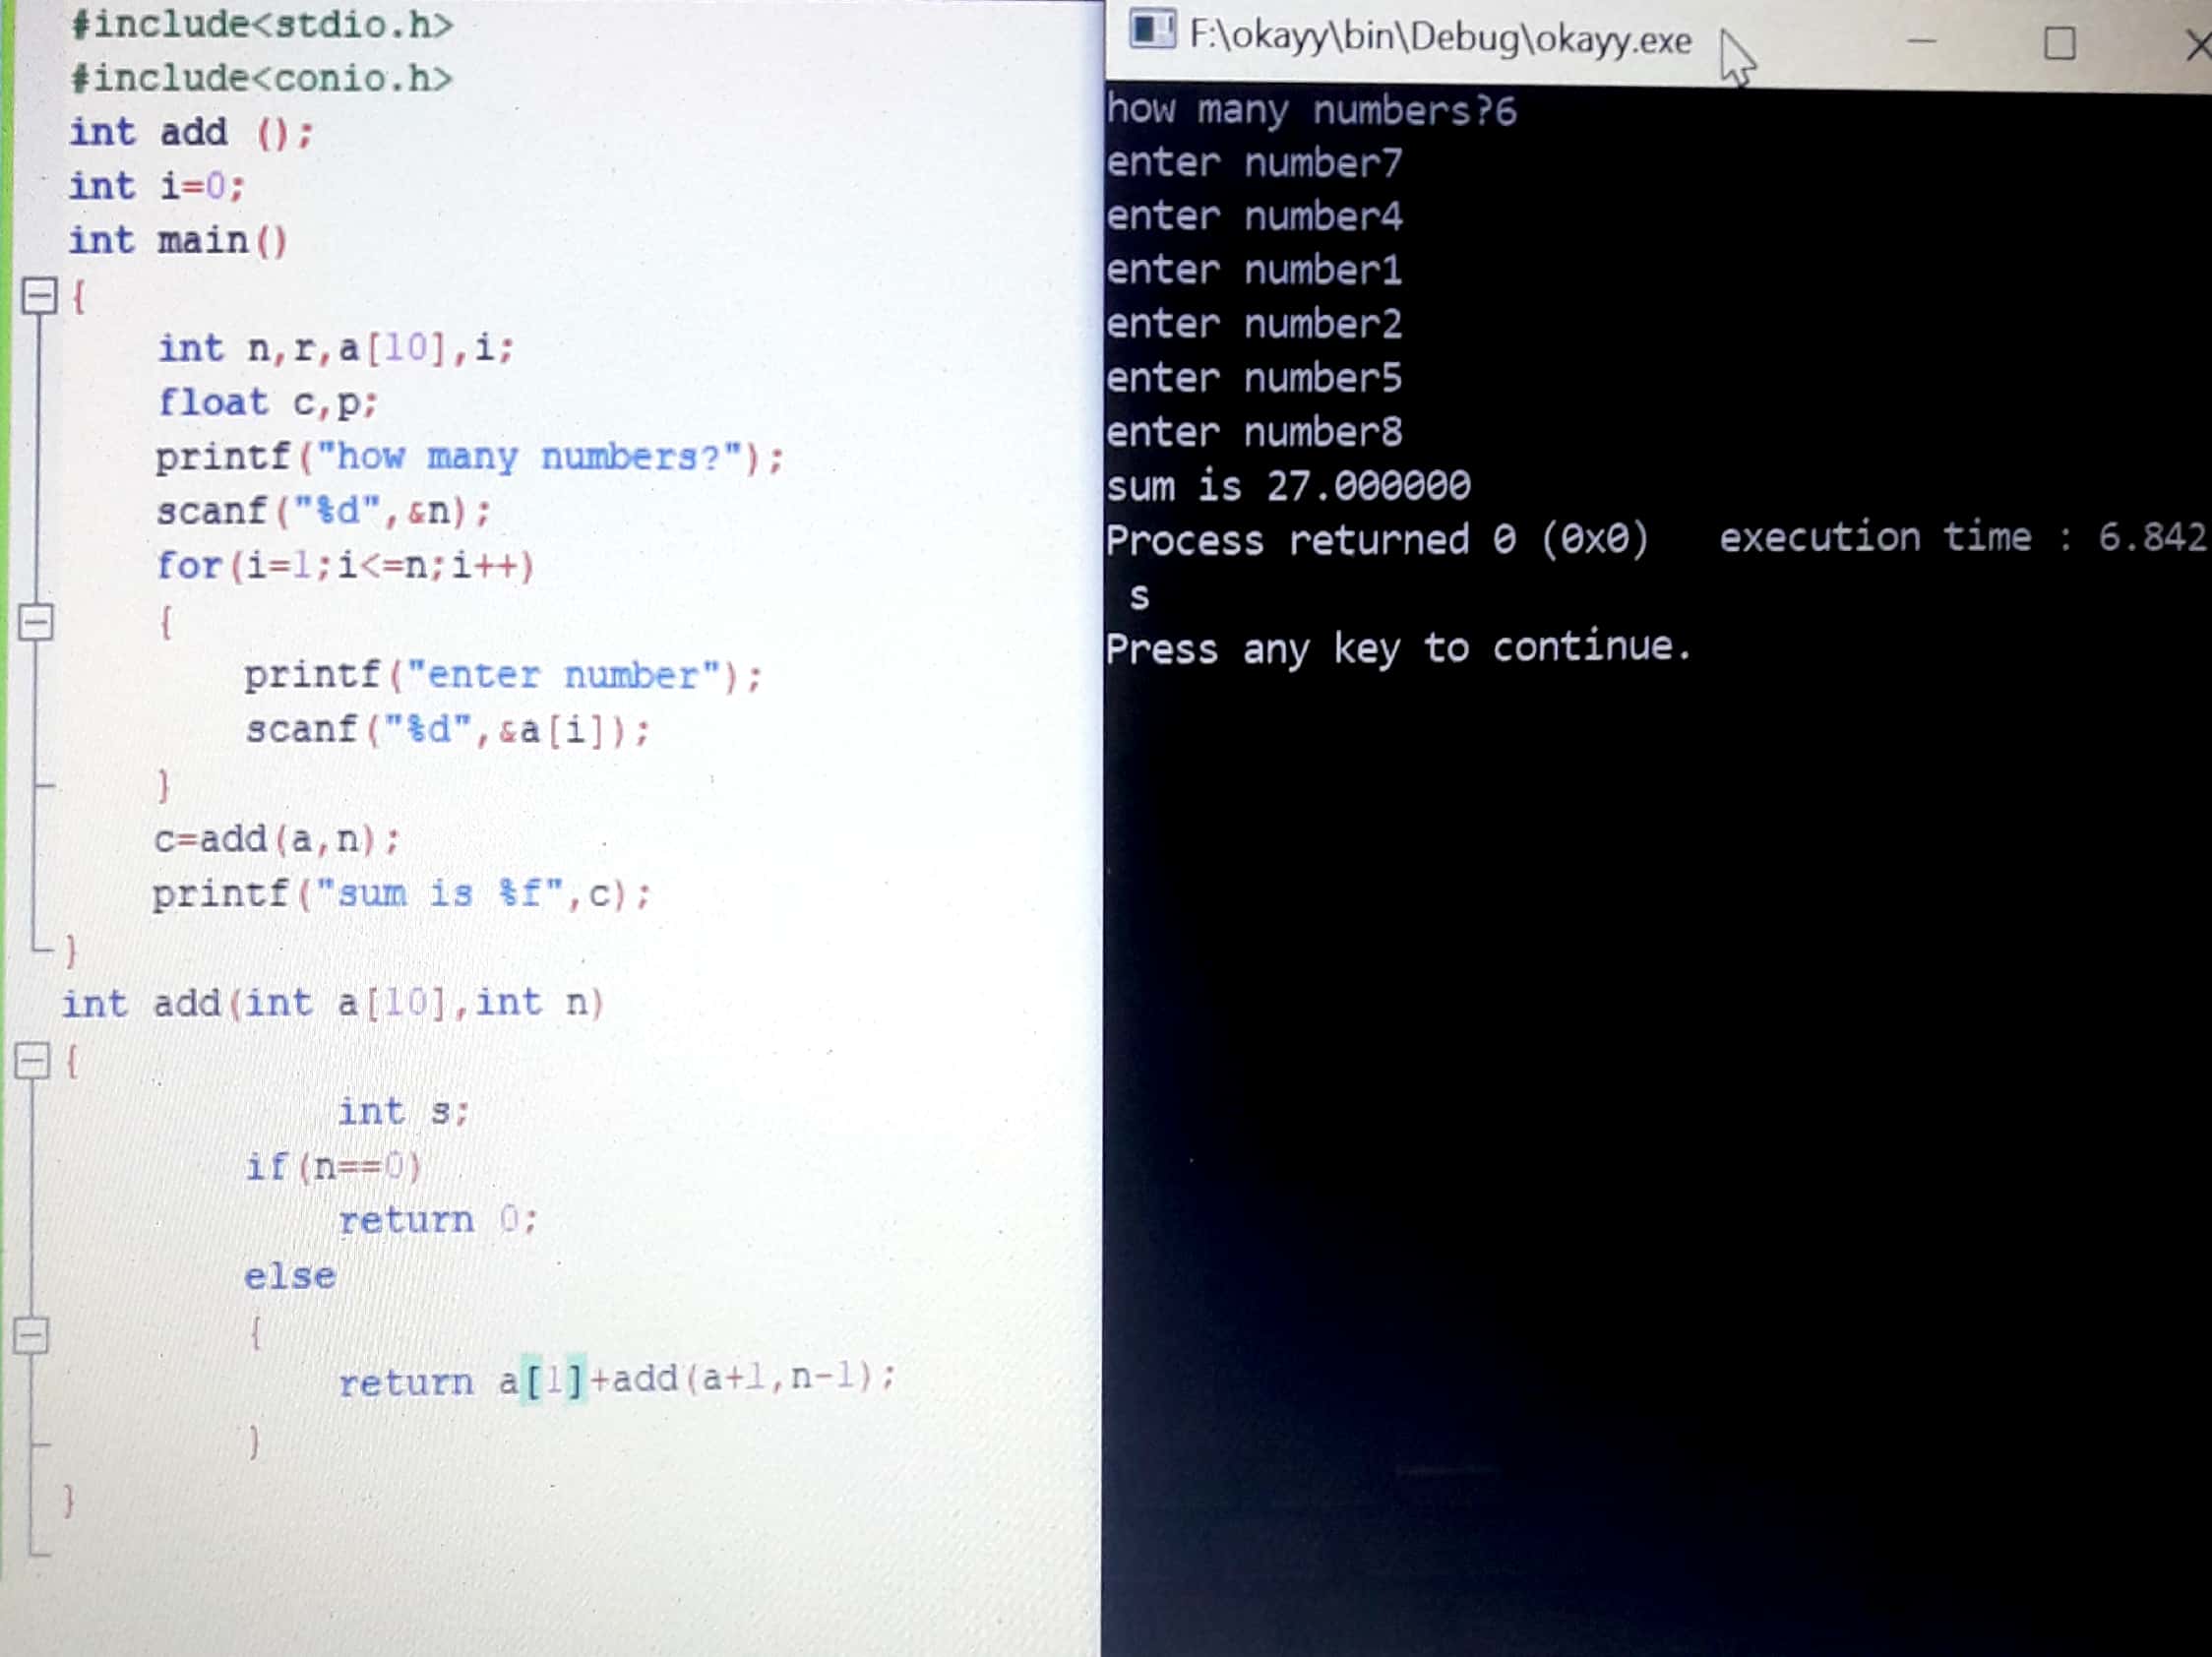 #include<stdio.h>
#include<conio.h>
int add ();
int i=0;
int main()
{
int n,r,a[10],i;
float c,p;
printf("how many numbers?");
scanf("%d",&n);
for(i=1;i<=n;i++)
{
printf("enter number");
scanf("%d",&a[i]);
}
c=add(a,n);
printf("sum is %f",c);
}
int add(int a[10],int n)
{
int s;
if(n==0)
return 0;
else
{
return a[1]+add(a+1,n-1);
}
}
F:\okayy\bin\Debug\okayy.exe
how many numbers?6
enter number7
enter number4
enter number1
enter number2
enter number5
enter number8
sum is 27.000000
Process returned 0 (0x0)   execution time : 6.842
s
Press any key to continue.